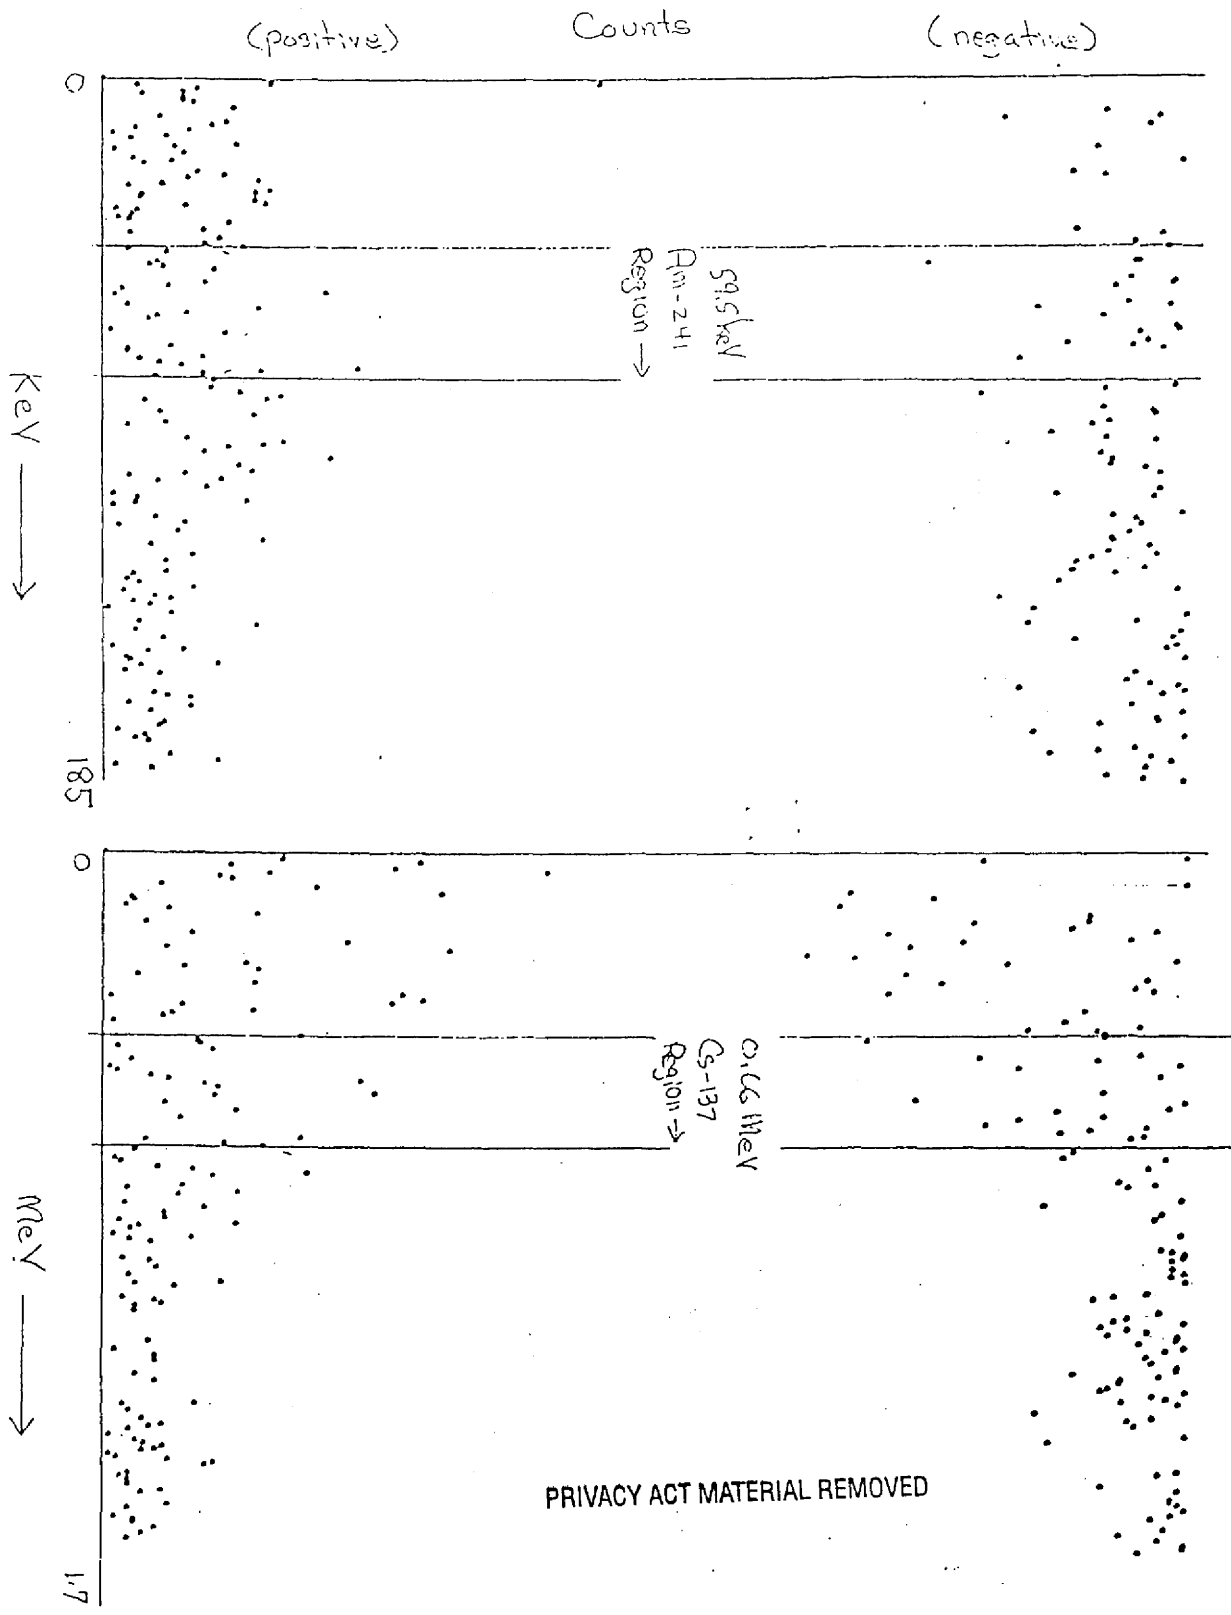 (positive) Counts (negative)
0
59.5 keV
Am-241
Region →
KeV →
185
0
0.66 MeV
Cs-137
Region →
MeV →
PRIVACY ACT MATERIAL REMOVED
1.7